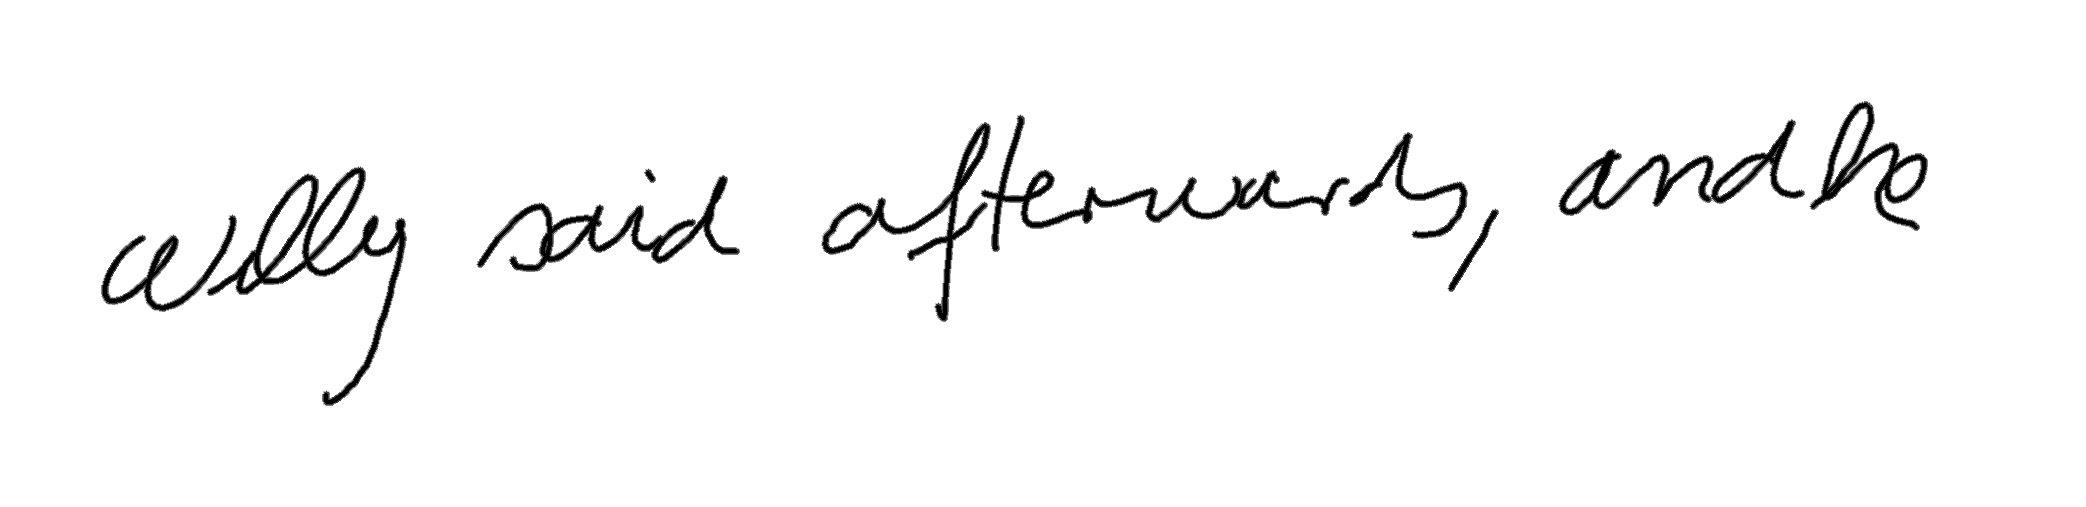 Willy said afterwards, and he